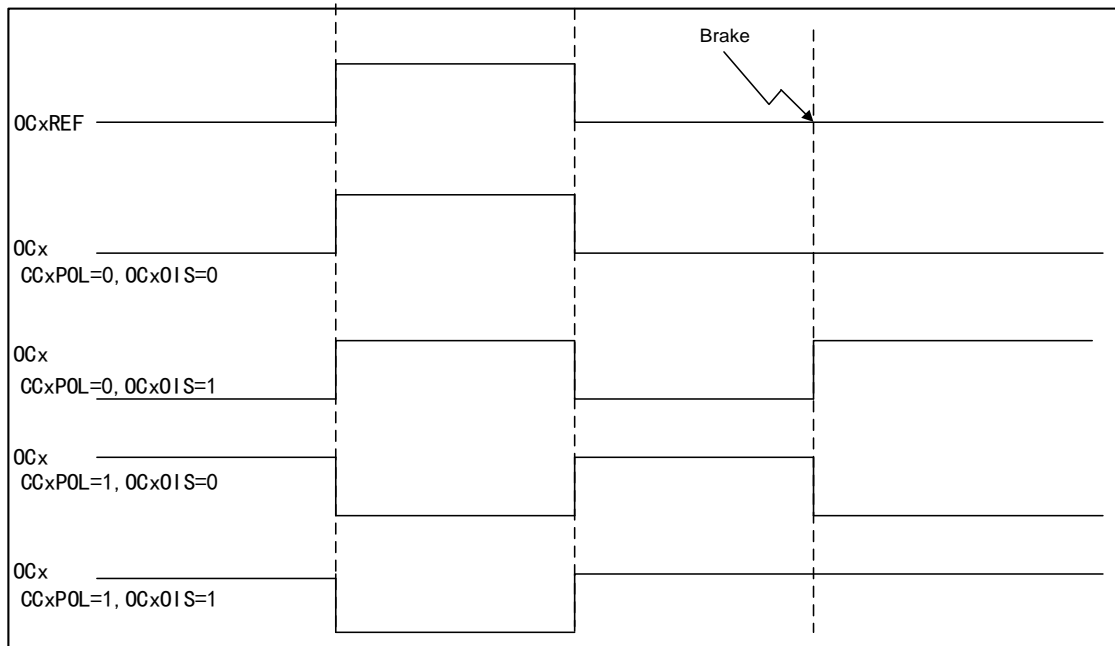 Brake
OCxREF
OCx
CCxPOL=0, OCxOIS=0
OCx
CCxPOL=0, OCxOIS=1
OCx
CCxPOL=1, OCxOIS=0
OCx
CCxPOL=1, OCxOIS=1